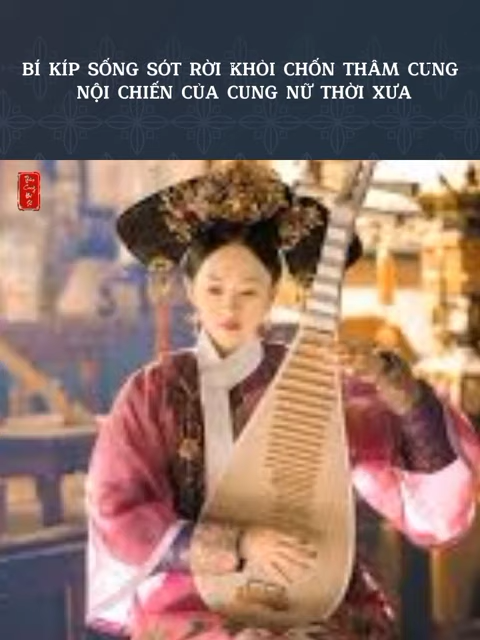 BÍ KÍP SỐNG SÓT RỜI KHỎI CHỐN THÂM CUNG
NỘI CHIẾN CỦA CUNG NỮ THỜI XƯA